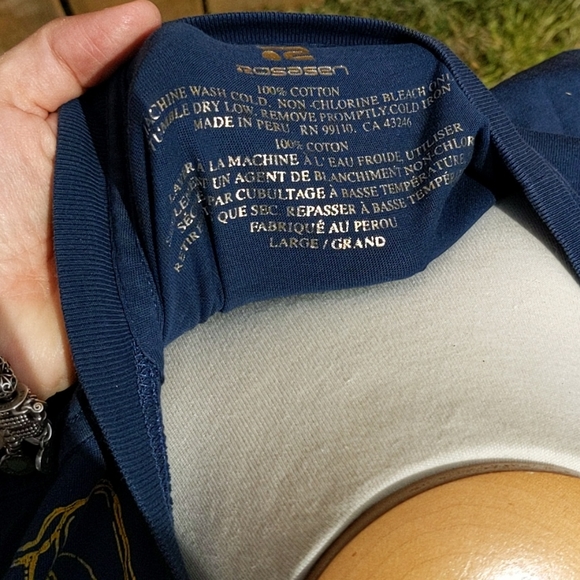 rosasen
100% COTTON
MACHINE WASH COLD. NON-CHLORINE BLEACH ONLY
TUMBLE DRY LOW. REMOVE PROMPTLY.COLD IRON
MADE IN PERU. RN 99110. CA 43246
100% COTON
LAVER À LA MACHINE À L'EAU FROIDE, UTILISER
UN AGENT DE BLANCHIMENT NON-CHLOR
PAR CUBULTAGE À BASSE TEMPÉRATURE
QUE SEC. REPASSER À BASSE TEMPÉ
FABRIQUÉ AU PEROU
LARGE / GRAND